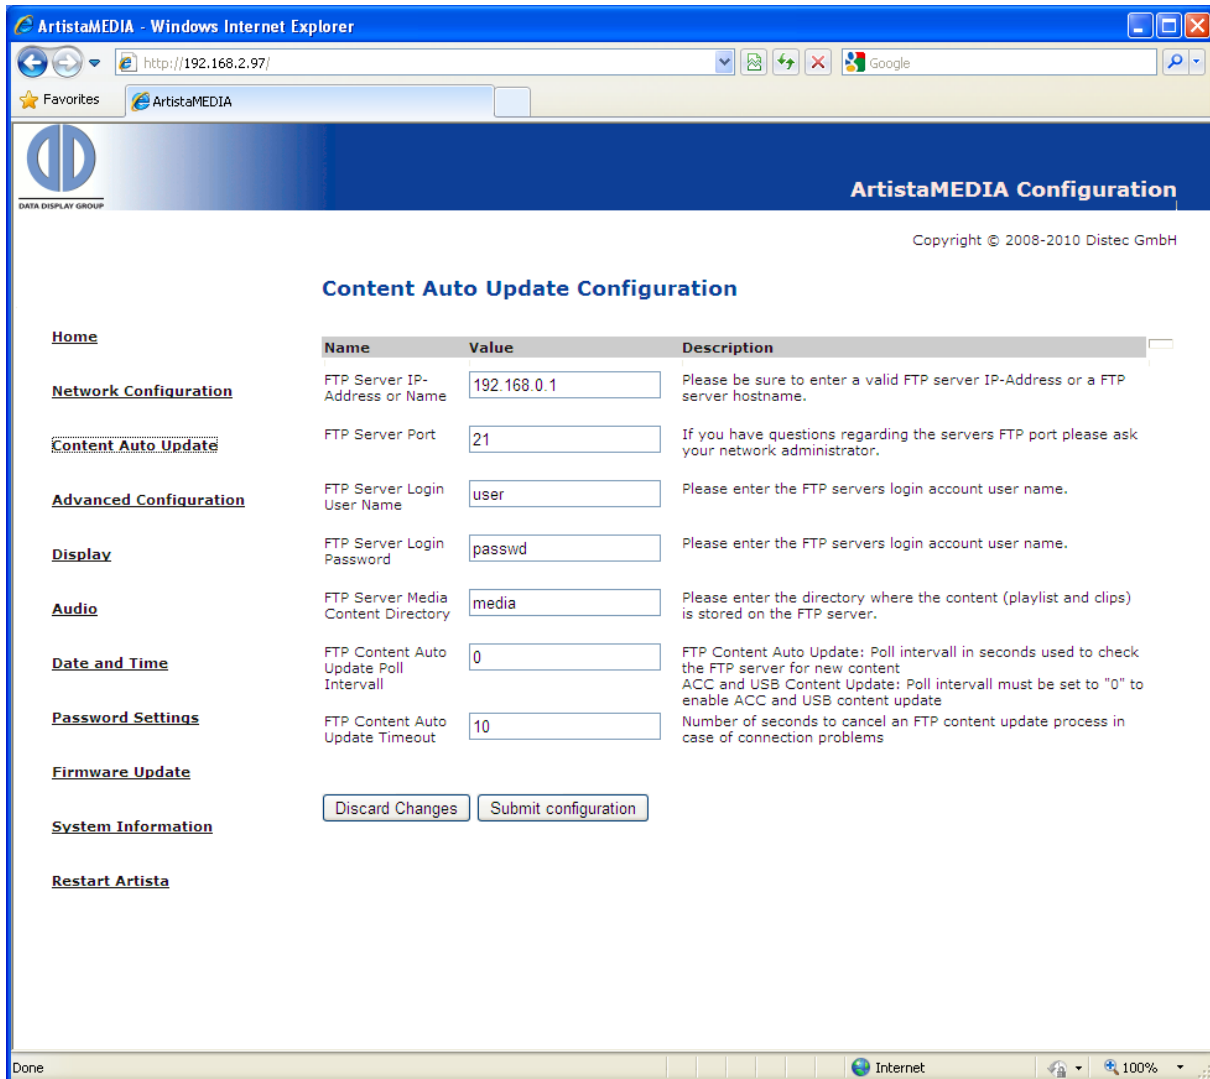 ArtistaMEDIA - Windows Internet Explorer
http://192.168.2.97/
Google
Favorites
ArtistaMEDIA
DATA DISPLAY GROUP
ArtistaMEDIA Configuration
Copyright © 2008-2010 Distec GmbH
Content Auto Update Configuration
Home
Network Configuration
Content Auto Update
Advanced Configuration
Display
Audio
Date and Time
Password Settings
Firmware Update
System Information
Restart Artista
Name Value Description
FTP Server IP-
Address or Name
192.168.0.1
Please be sure to enter a valid FTP server IP-Address or a FTP
server hostname.
FTP Server Port
21
If you have questions regarding the servers FTP port please ask
your network administrator.
FTP Server Login
User Name
user
Please enter the FTP servers login account user name.
FTP Server Login
Password
passwd
Please enter the FTP servers login account user name.
FTP Server Media
Content Directory
media
Please enter the directory where the content (playlist and clips)
is stored on the FTP server.
FTP Content Auto
Update Poll
Intervall
0
FTP Content Auto Update: Poll intervall in seconds used to check
the FTP server for new content
ACC and USB Content Update: Poll intervall must be set to "0" to
enable ACC and USB content update
FTP Content Auto
Update Timeout
10
Number of seconds to cancel an FTP content update process in
case of connection problems
Discard Changes
Submit configuration
Done
Internet
100%